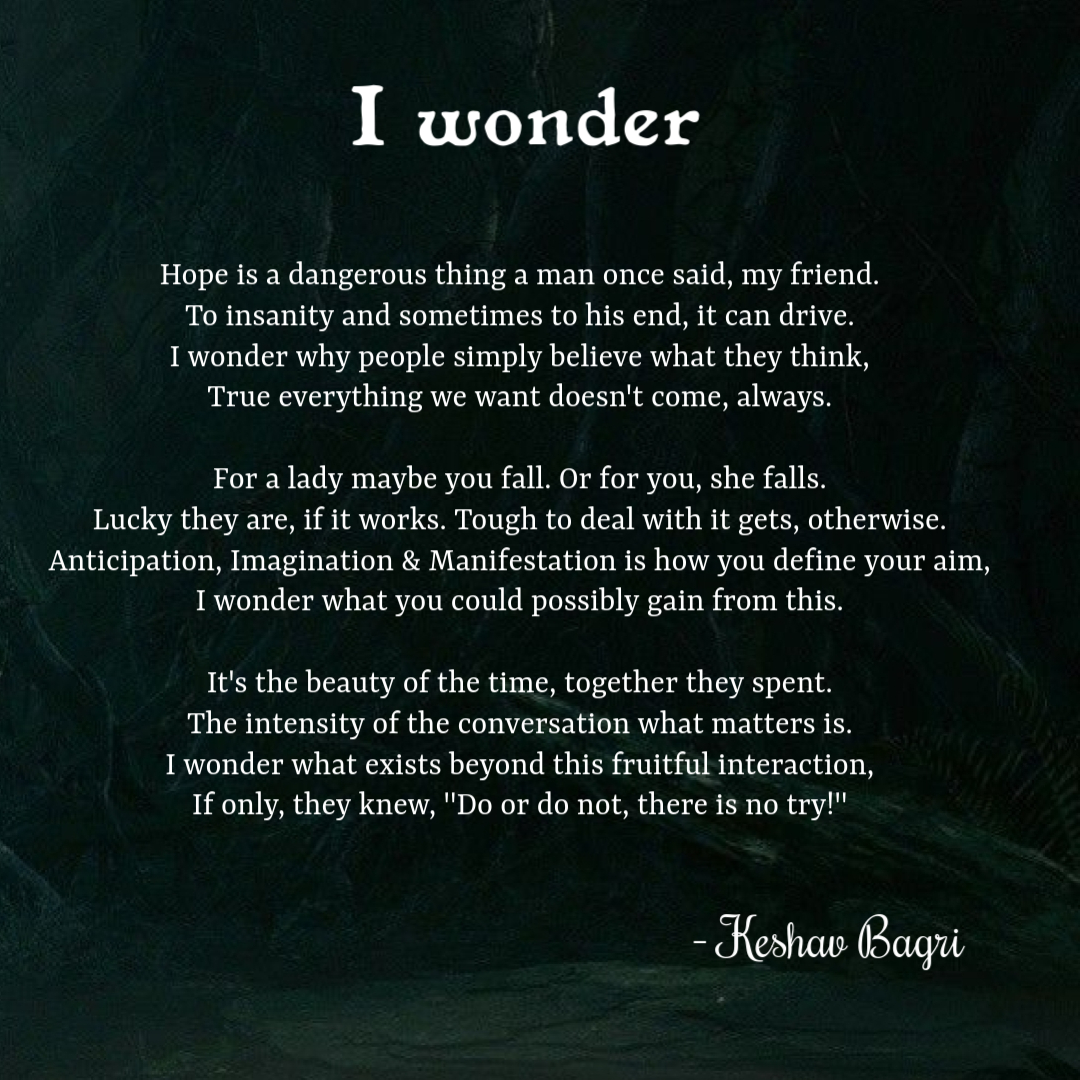 I wonder
Hope is a dangerous thing a man once said, my friend.
To insanity and sometimes to his end, it can drive.
I wonder why people simply believe what they think,
True everything we want doesn't come, always.
For a lady maybe you fall. Or for you, she falls.
Lucky they are, if it works. Tough to deal with it gets, otherwise.
Anticipation, Imagination & Manifestation is how you define your aim,
I wonder what you could possibly gain from this.
It's the beauty of the time, together they spent.
The intensity of the conversation what matters is.
I wonder what exists beyond this fruitful interaction,
If only, they knew, "Do or do not, there is no try!"
- Keshav Bagri